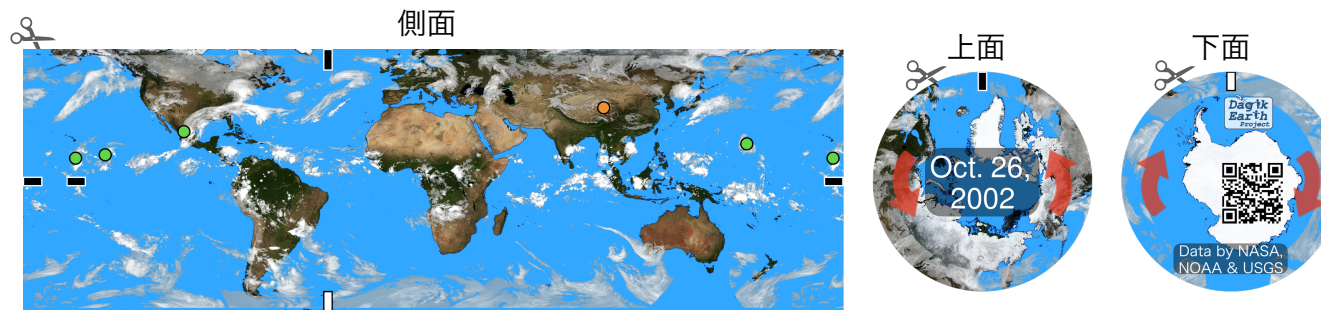 側面
上面
下面
Oct. 26,
2002
Dagik
Earth
Project
Data by NASA,
NOAA & USGS